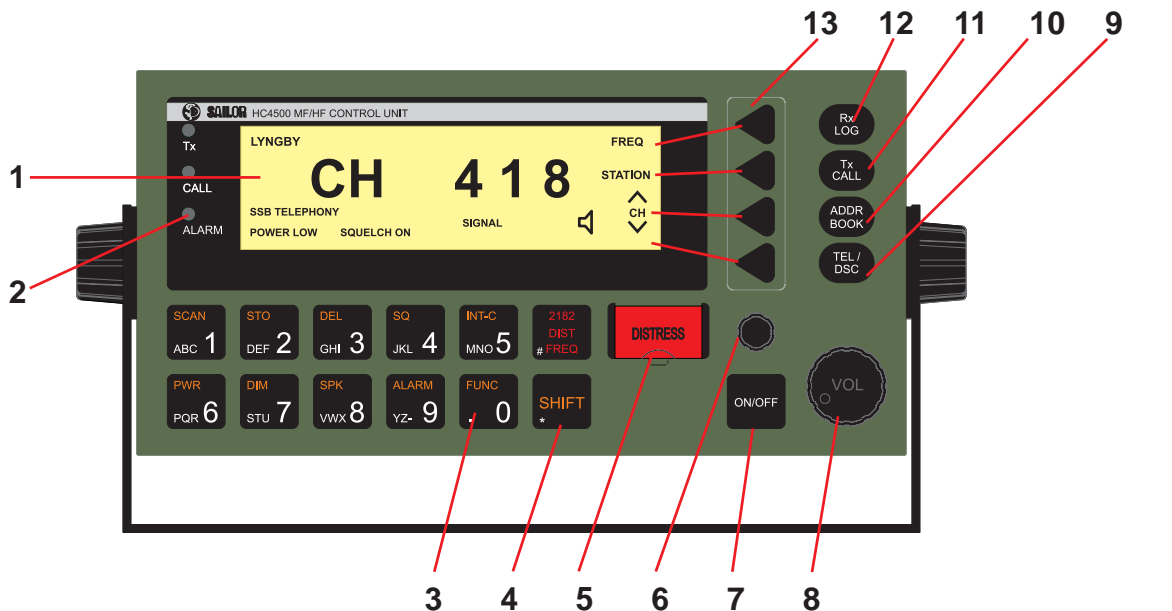 13 12 11 10 9
SAILOR HC4500 MF/HF CONTROL UNIT
Tx
CALL
ALARM
LYNGBY
FREQ
CH 418
STATION
CH
SSB TELEPHONY
SIGNAL
POWER LOW SQUELCH ON
Rx
LOG
Tx
CALL
ADDR
BOOK
TEL /
DSC
1
2
SCAN
ABC 1
STO
DEF 2
DEL
GHI 3
SQ
JKL 4
INT-C
MNO 5
2182
DIST
# FREQ
DISTRESS
PWR
PQR 6
DIM
STU 7
SPK
VWX 8
ALARM
YZ- 9
FUNC
. 0
SHIFT
*
ON/OFF
VOL
3 4 5 6 7 8